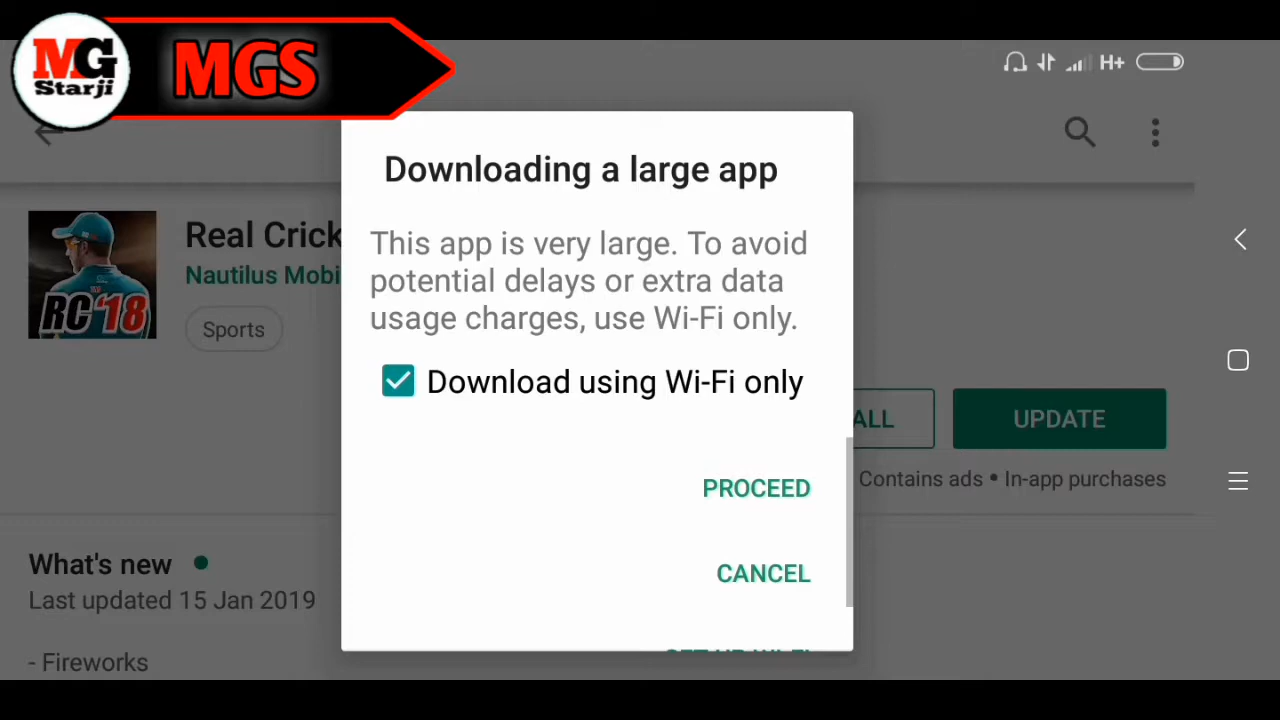 MG
Starji
MGS
H+
Downloading a large app
This app is very large. To avoid
potential delays or extra data
usage charges, use Wi-Fi only.
Download using Wi-Fi only
PROCEED
CANCEL
Real Crick
Nautilus Mobi
RC'18
Sports
ALL
UPDATE
Contains ads • In-app purchases
What's new
Last updated 15 Jan 2019
- Fireworks